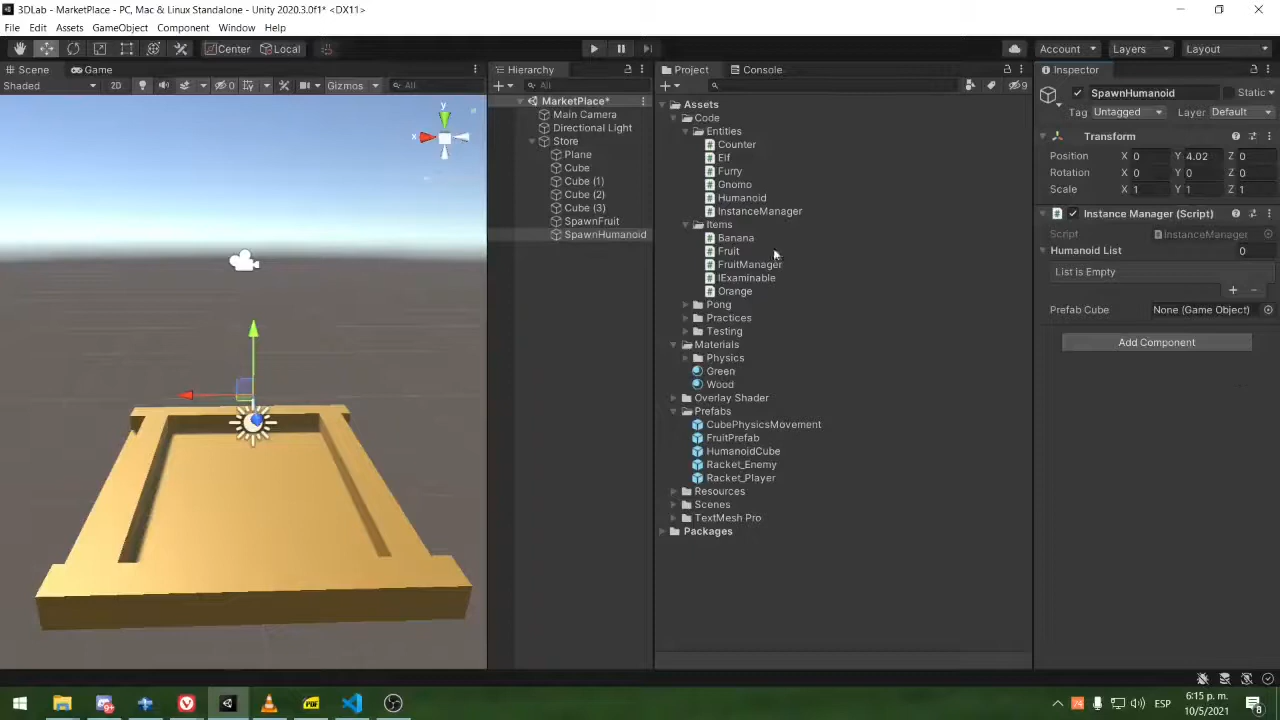 3DLab - MarketPlace - PC, Mac & Linux Standalone - Unity 2020.3.0f1* <DX11>
File Edit Assets GameObject Component Window Help
Center Local Account Layers Layout
Scene Game Hierarchy Project Console Inspector
Shaded 2D 0 Gizmos All All 9
SpawnHumanoid Static
Tag Untagged Layer Default
Transform
Position X 0 Y 4.02 Z 0
Rotation X 0 Y 0 Z 0
Scale X 1 Y 1 Z 1
Instance Manager (Script)
Script InstanceManager
Humanoid List 0
List is Empty
Prefab Cube None (Game Object)
Add Component
MarketPlace*
Main Camera
Directional Light
Store
Plane
Cube
Cube (1)
Cube (2)
Cube (3)
SpawnFruit
SpawnHumanoid
Assets
Code
Entities
Counter
Elf
Furry
Gnomo
Humanoid
InstanceManager
Items
Banana
Fruit
FruitManager
IExaminable
Orange
Pong
Practices
Testing
Materials
Physics
Green
Wood
Overlay Shader
Prefabs
CubePhysicsMovement
FruitPrefab
HumanoidCube
Racket_Enemy
Racket_Player
Resources
Scenes
TextMesh Pro
Packages
y
x
ESP
6:15 p. m.
10/5/2021